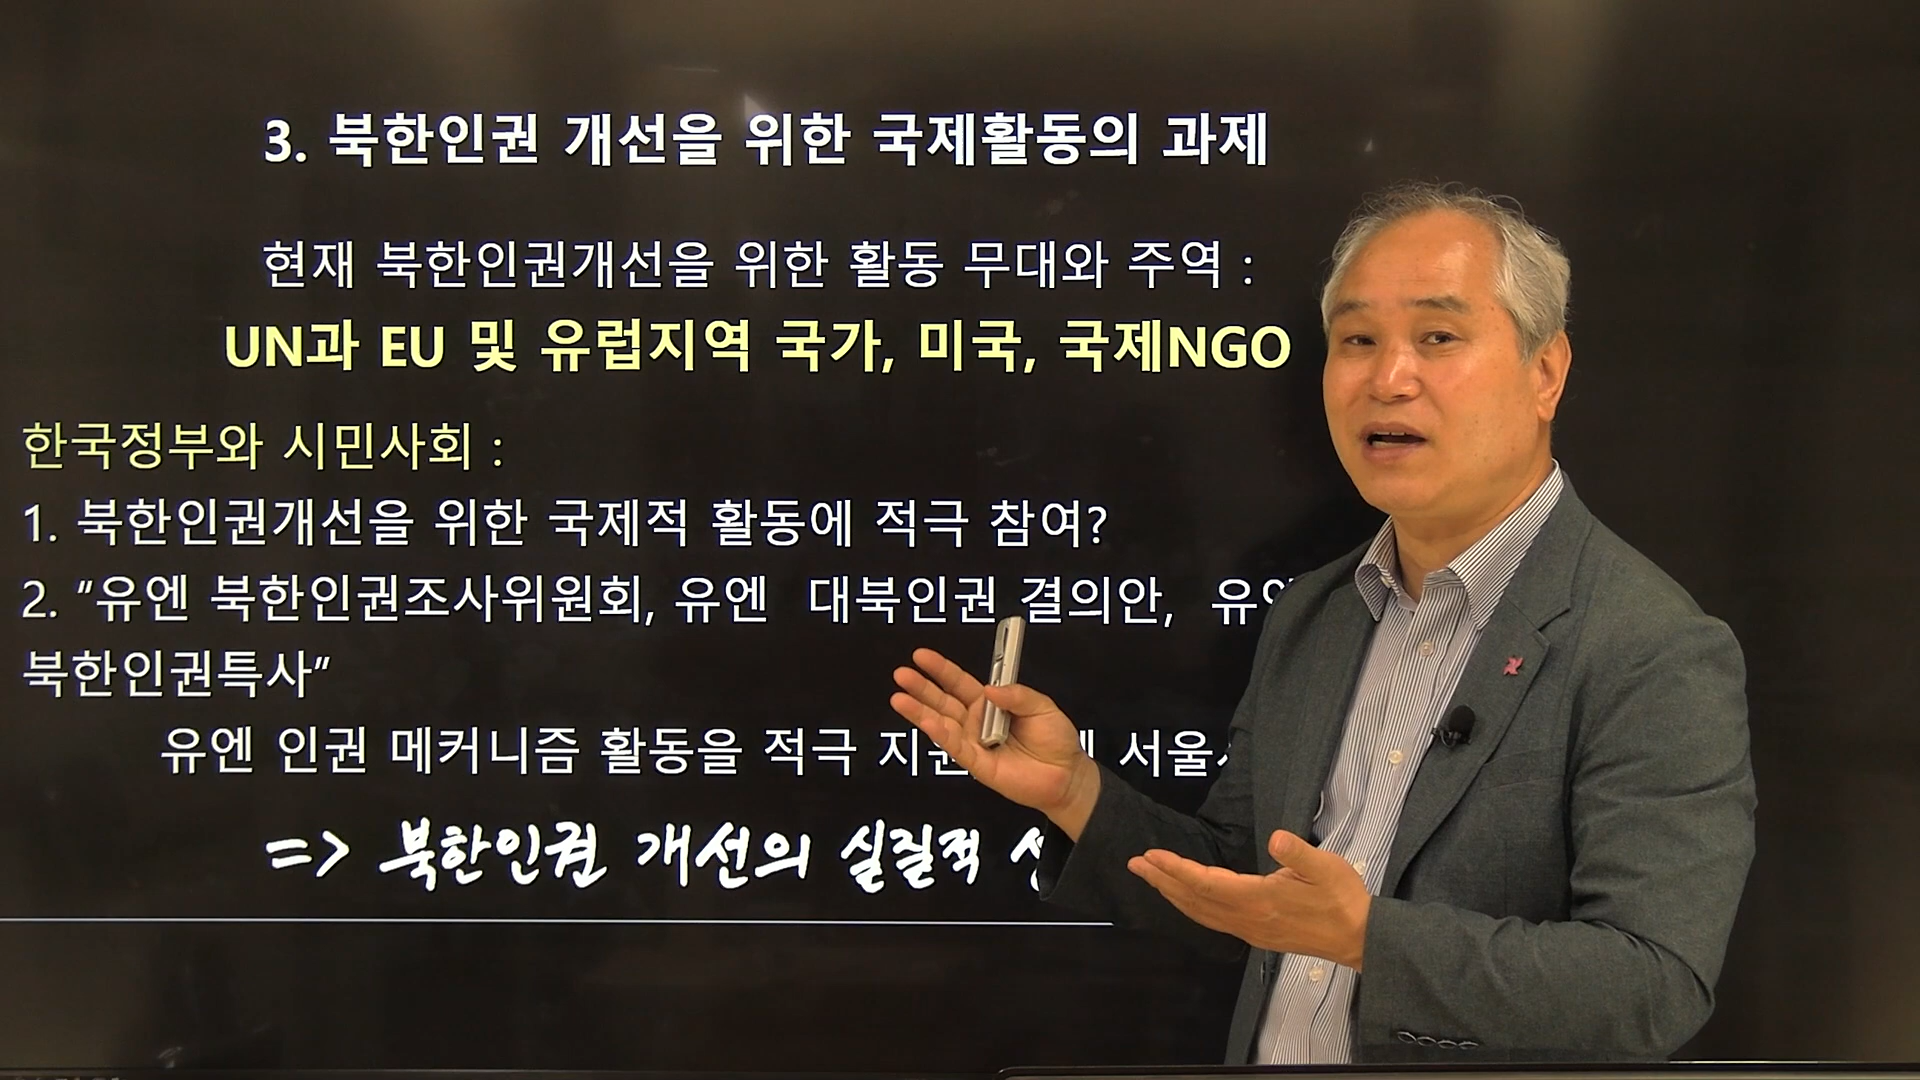 3. 북한인권 개선을 위한 국제활동의 과제
현재 북한인권개선을 위한 활동 무대와 주역 :
UN과 EU 및 유럽지역 국가, 미국, 국제NGO
한국정부와 시민사회 :
1. 북한인권개선을 위한 국제적 활동에 적극 참여?
2. “유엔 북한인권조사위원회, 유엔 대북인권 결의안,
북한인권특사”
유엔 인권 메커니즘 활동을 적극
=> 북한인권 개선의 실질적